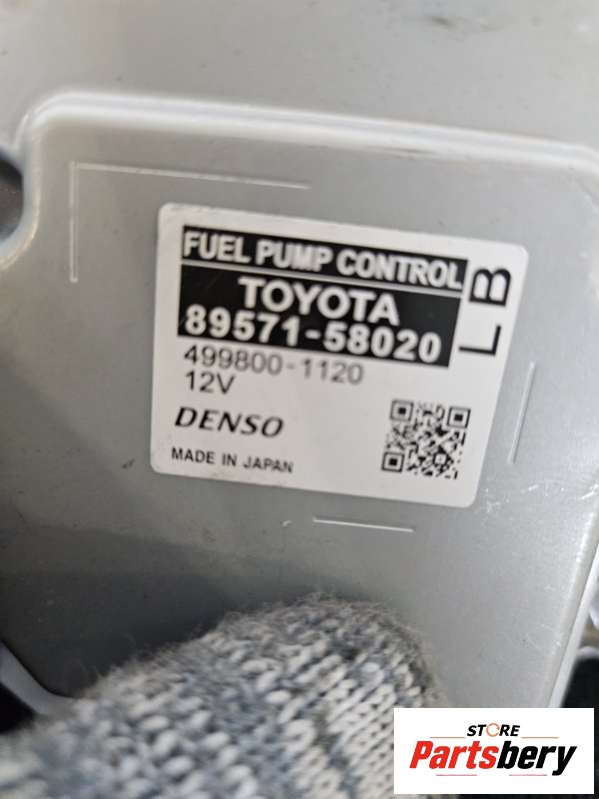 FUEL PUMP CONTROL
TOYOTA
89571-58020
LB
499800-1120
12V
DENSO
MADE IN JAPAN
STORE
Partsbery